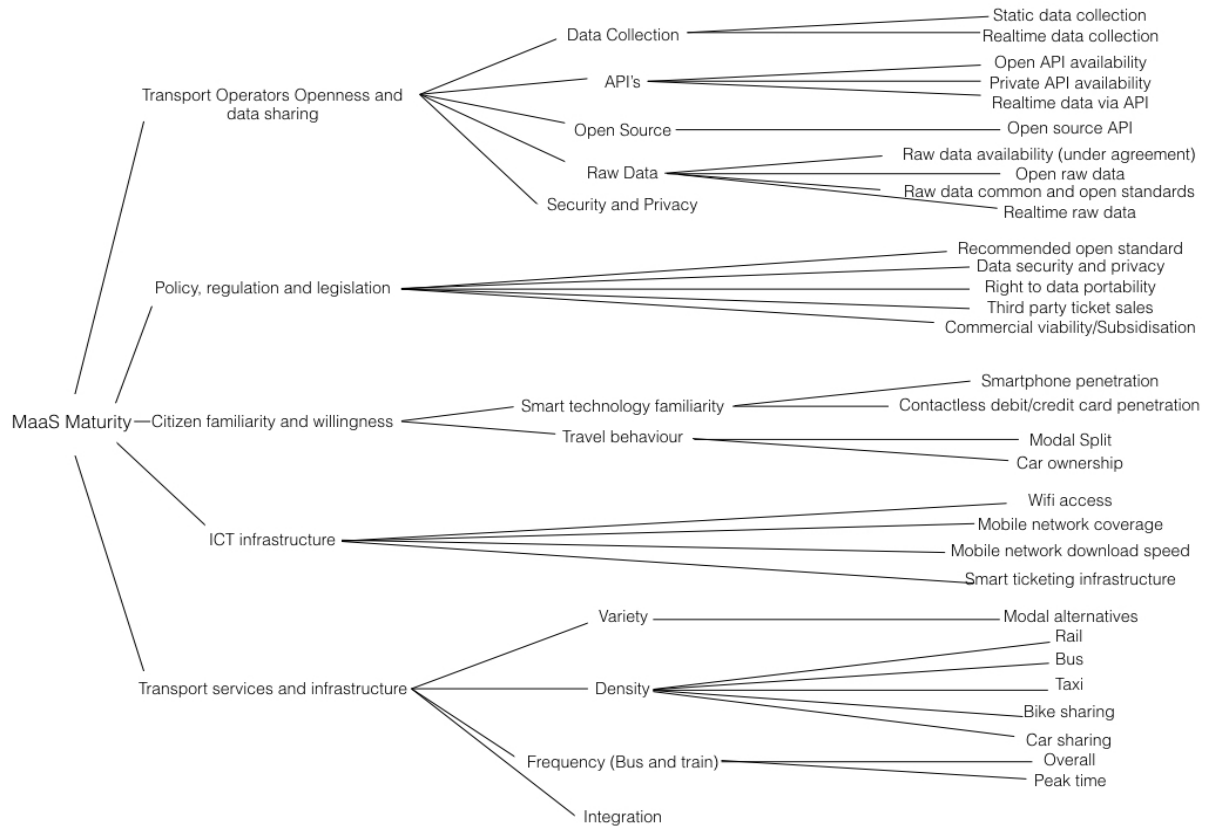 Static data collection
Data Collection
Realtime data collection
Open API availability
API's
Private API availability
Realtime data via API
Transport Operators Openness and
data sharing
Open Source
Open source API
Raw data availability (under agreement)
Raw Data
Open raw data
Raw data common and open standards
Security and Privacy
Realtime raw data
Recommended open standard
Data security and privacy
Policy, regulation and legislation
Right to data portability
Third party ticket sales
Commercial viability/Subsidisation
Smartphone penetration
Smart technology familiarity
Contactless debit/credit card penetration
MaaS Maturity
Citizen familiarity and willingness
Travel behaviour
Modal Split
Car ownership
Wifi access
Mobile network coverage
ICT infrastructure
Mobile network download speed
Smart ticketing infrastructure
Variety
Modal alternatives
Rail
Bus
Transport services and infrastructure
Density
Taxi
Bike sharing
Car sharing
Frequency (Bus and train)
Overall
Peak time
Integration